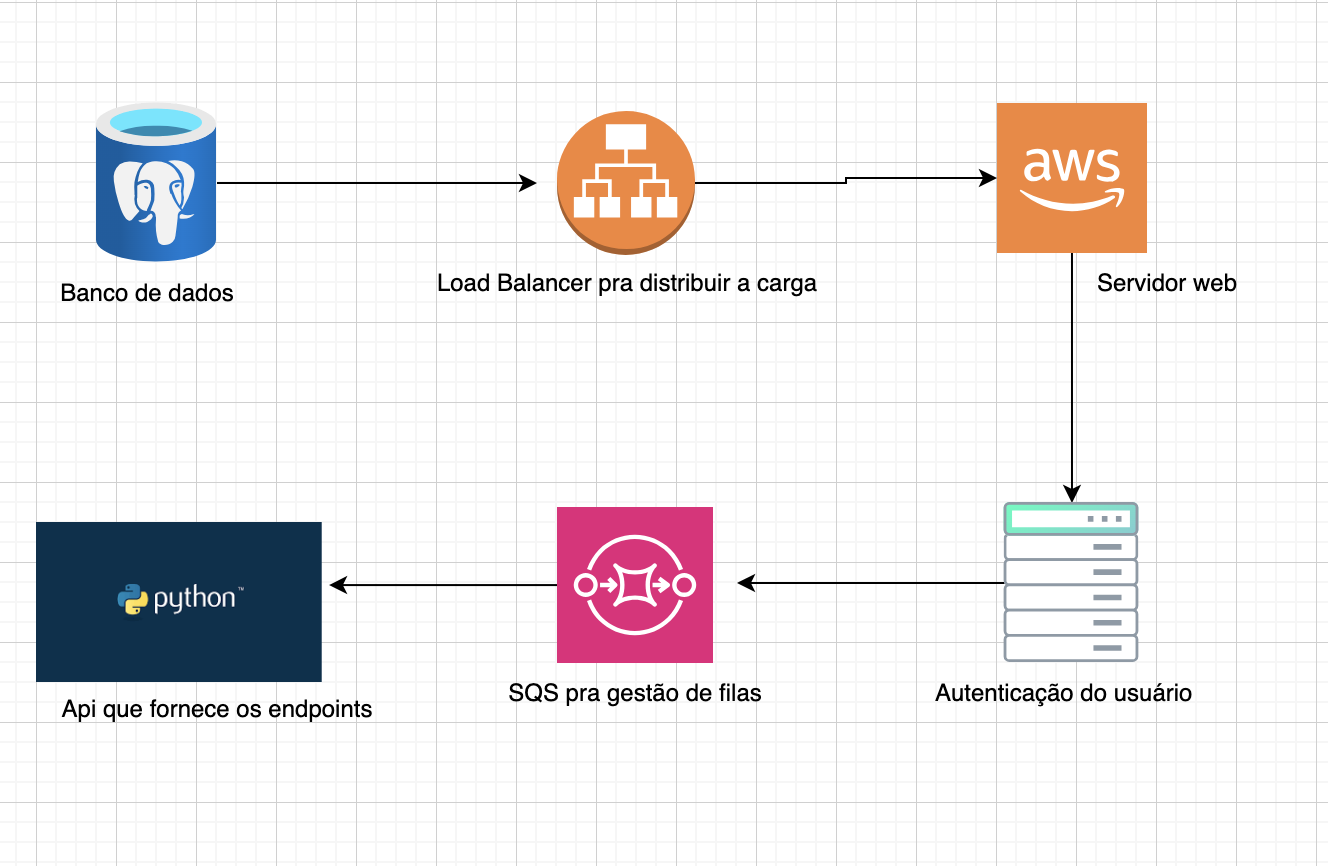 aws
Banco de dados
Load Balancer pra distribuir a carga
Servidor web
python™
Api que fornece os endpoints
SQS pra gestão de filas
Autenticação do usuário